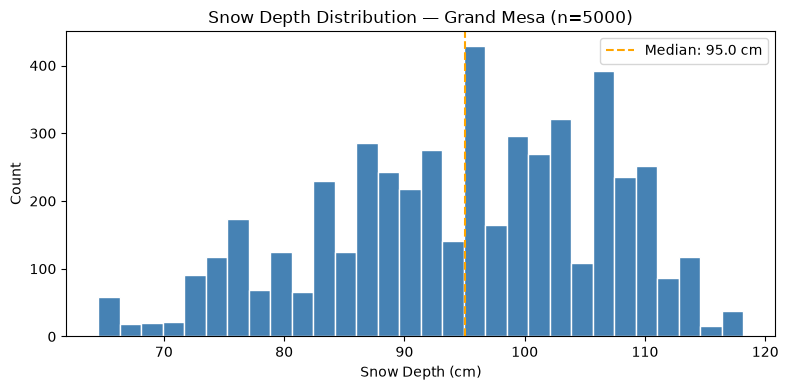 Snow Depth Distribution — Grand Mesa (n=5000)
Median: 95.0 cm
Count
400
300
200
100
0
70 80 90 100 110 120
Snow Depth (cm)